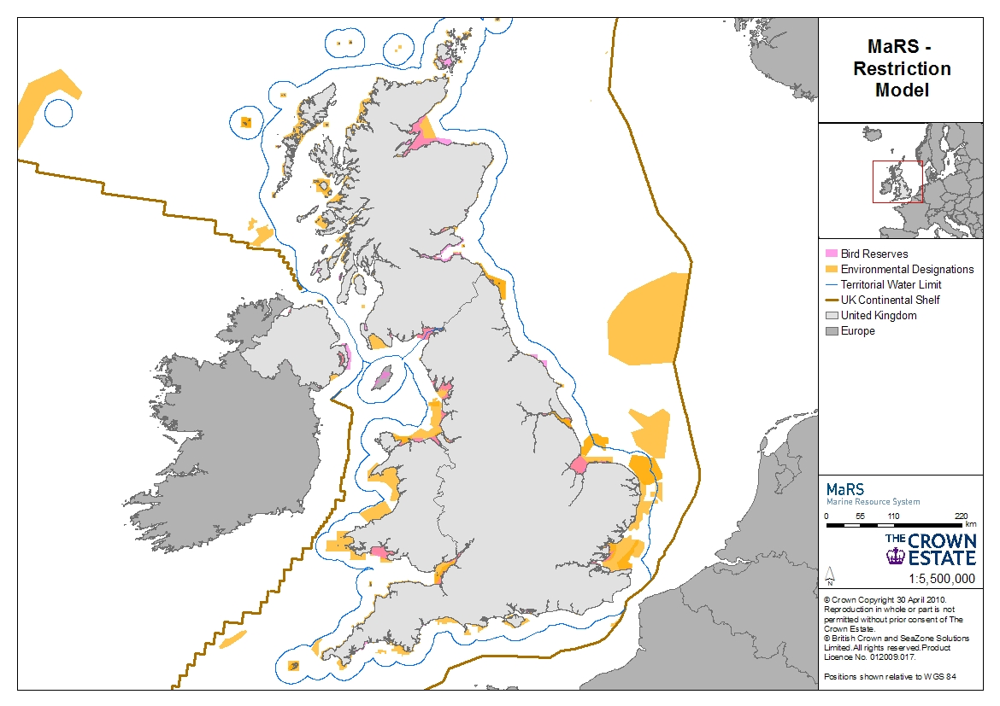 MaRS -
Restriction
Model
Bird Reserves
Environmental Designations
Territorial Water Limit
UK Continental Shelf
United Kingdom
Europe
MaRS
Marine Resource System
0 55 110 220
km
THE CROWN
ESTATE
N
1:5,500,000
© Crown Copyright 30 April 2010.
Reproduction in whole or part is not
permitted without prior consent of The
Crown Estate.
© British Crown and SeaZone Solutions
Limited.All rights reserved.Product
Licence No. 012009.017.
Positions shown relative to WGS 84